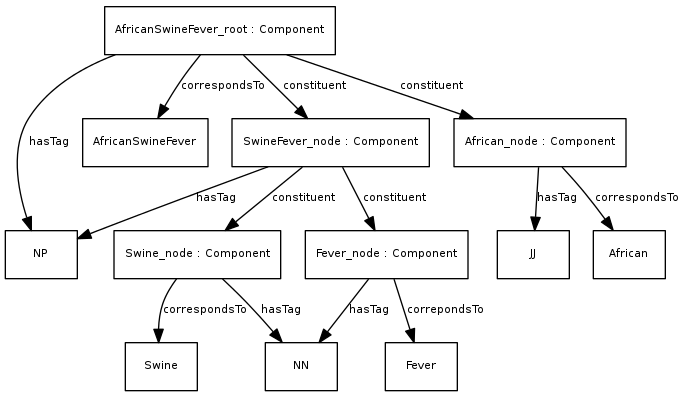 AfricanSwineFever_root : Component
correspondsTo
constituent
constituent
hasTag
AfricanSwineFever
SwineFever_node : Component
African_node : Component
hasTag
constituent
constituent
hasTag
correspondsTo
NP
Swine_node : Component
Fever_node : Component
JJ
African
correspondsTo
hasTag
hasTag
correpondsTo
Swine
NN
Fever